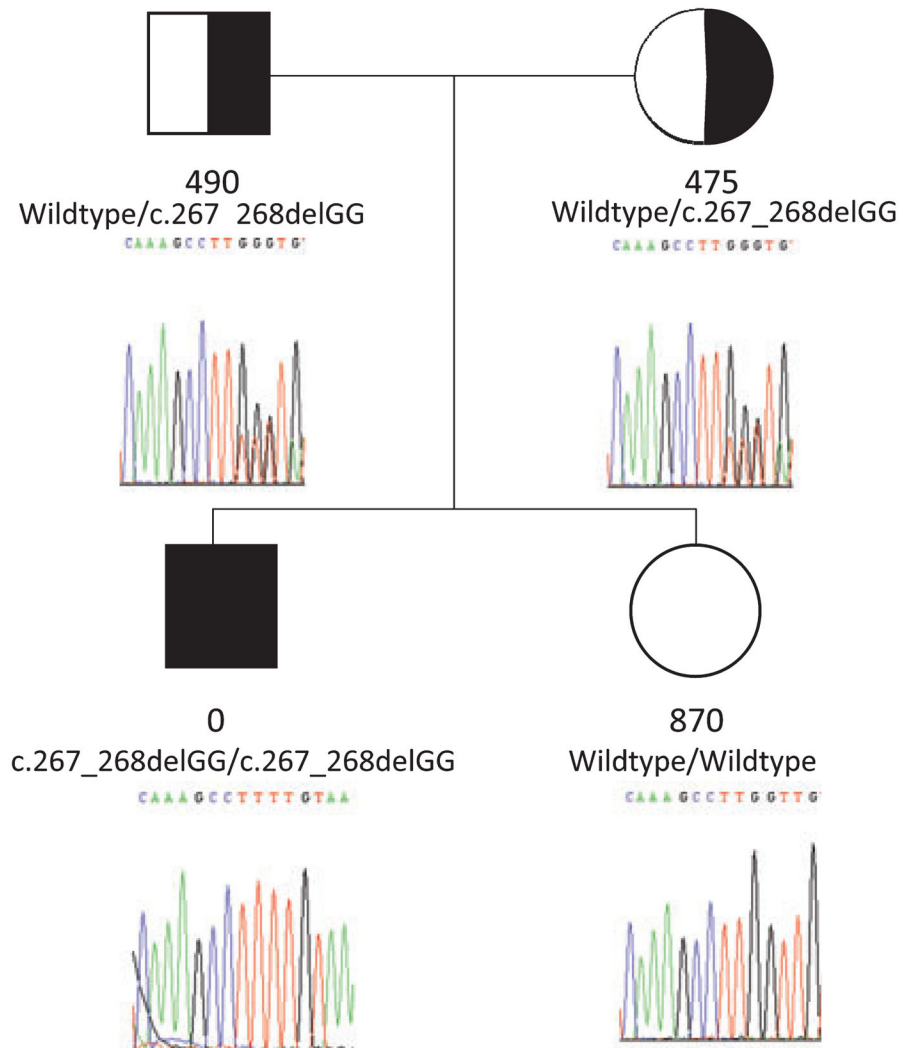 490
475
Wildtype/c.267 268delGG
Wildtype/c.267_268delGG
CAAAGCCTTGGGTG
CAAAGCCTTGGGTG
0
870
c.267_268delGG/c.267_268delGG
Wildtype/Wildtype
CAAAGCCTTTTGTAA
CAAAGCCTTGGTTG